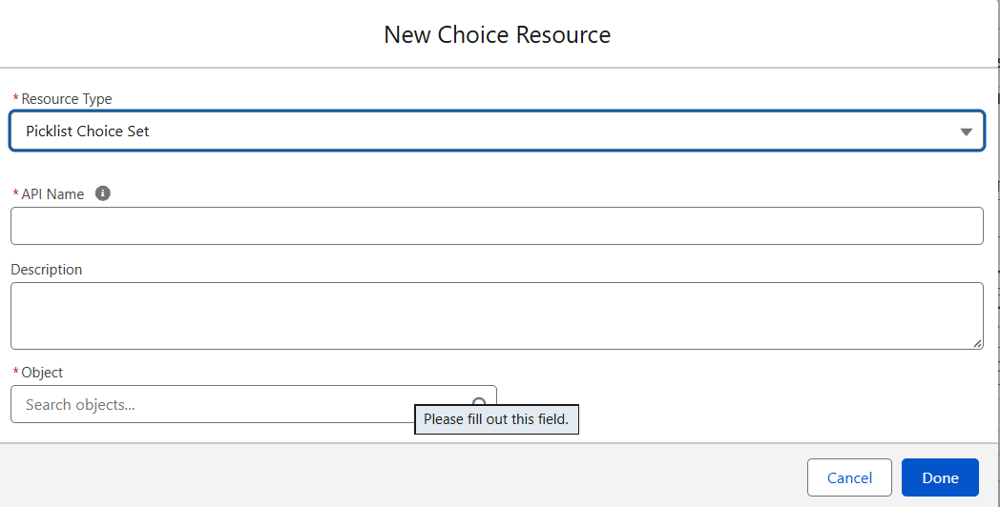 New Choice Resource
*Resource Type
Picklist Choice Set
*API Name
Description
*Object
Search objects...
Please fill out this field.
Cancel
Done